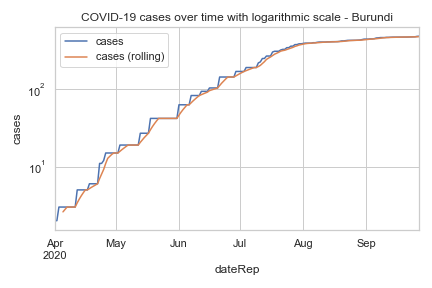 COVID-19 cases over time with logarithmic scale - Burundi
cases
cases (rolling)
10²
10¹
cases
Apr May Jun Jul Aug Sep
2020
dateRep